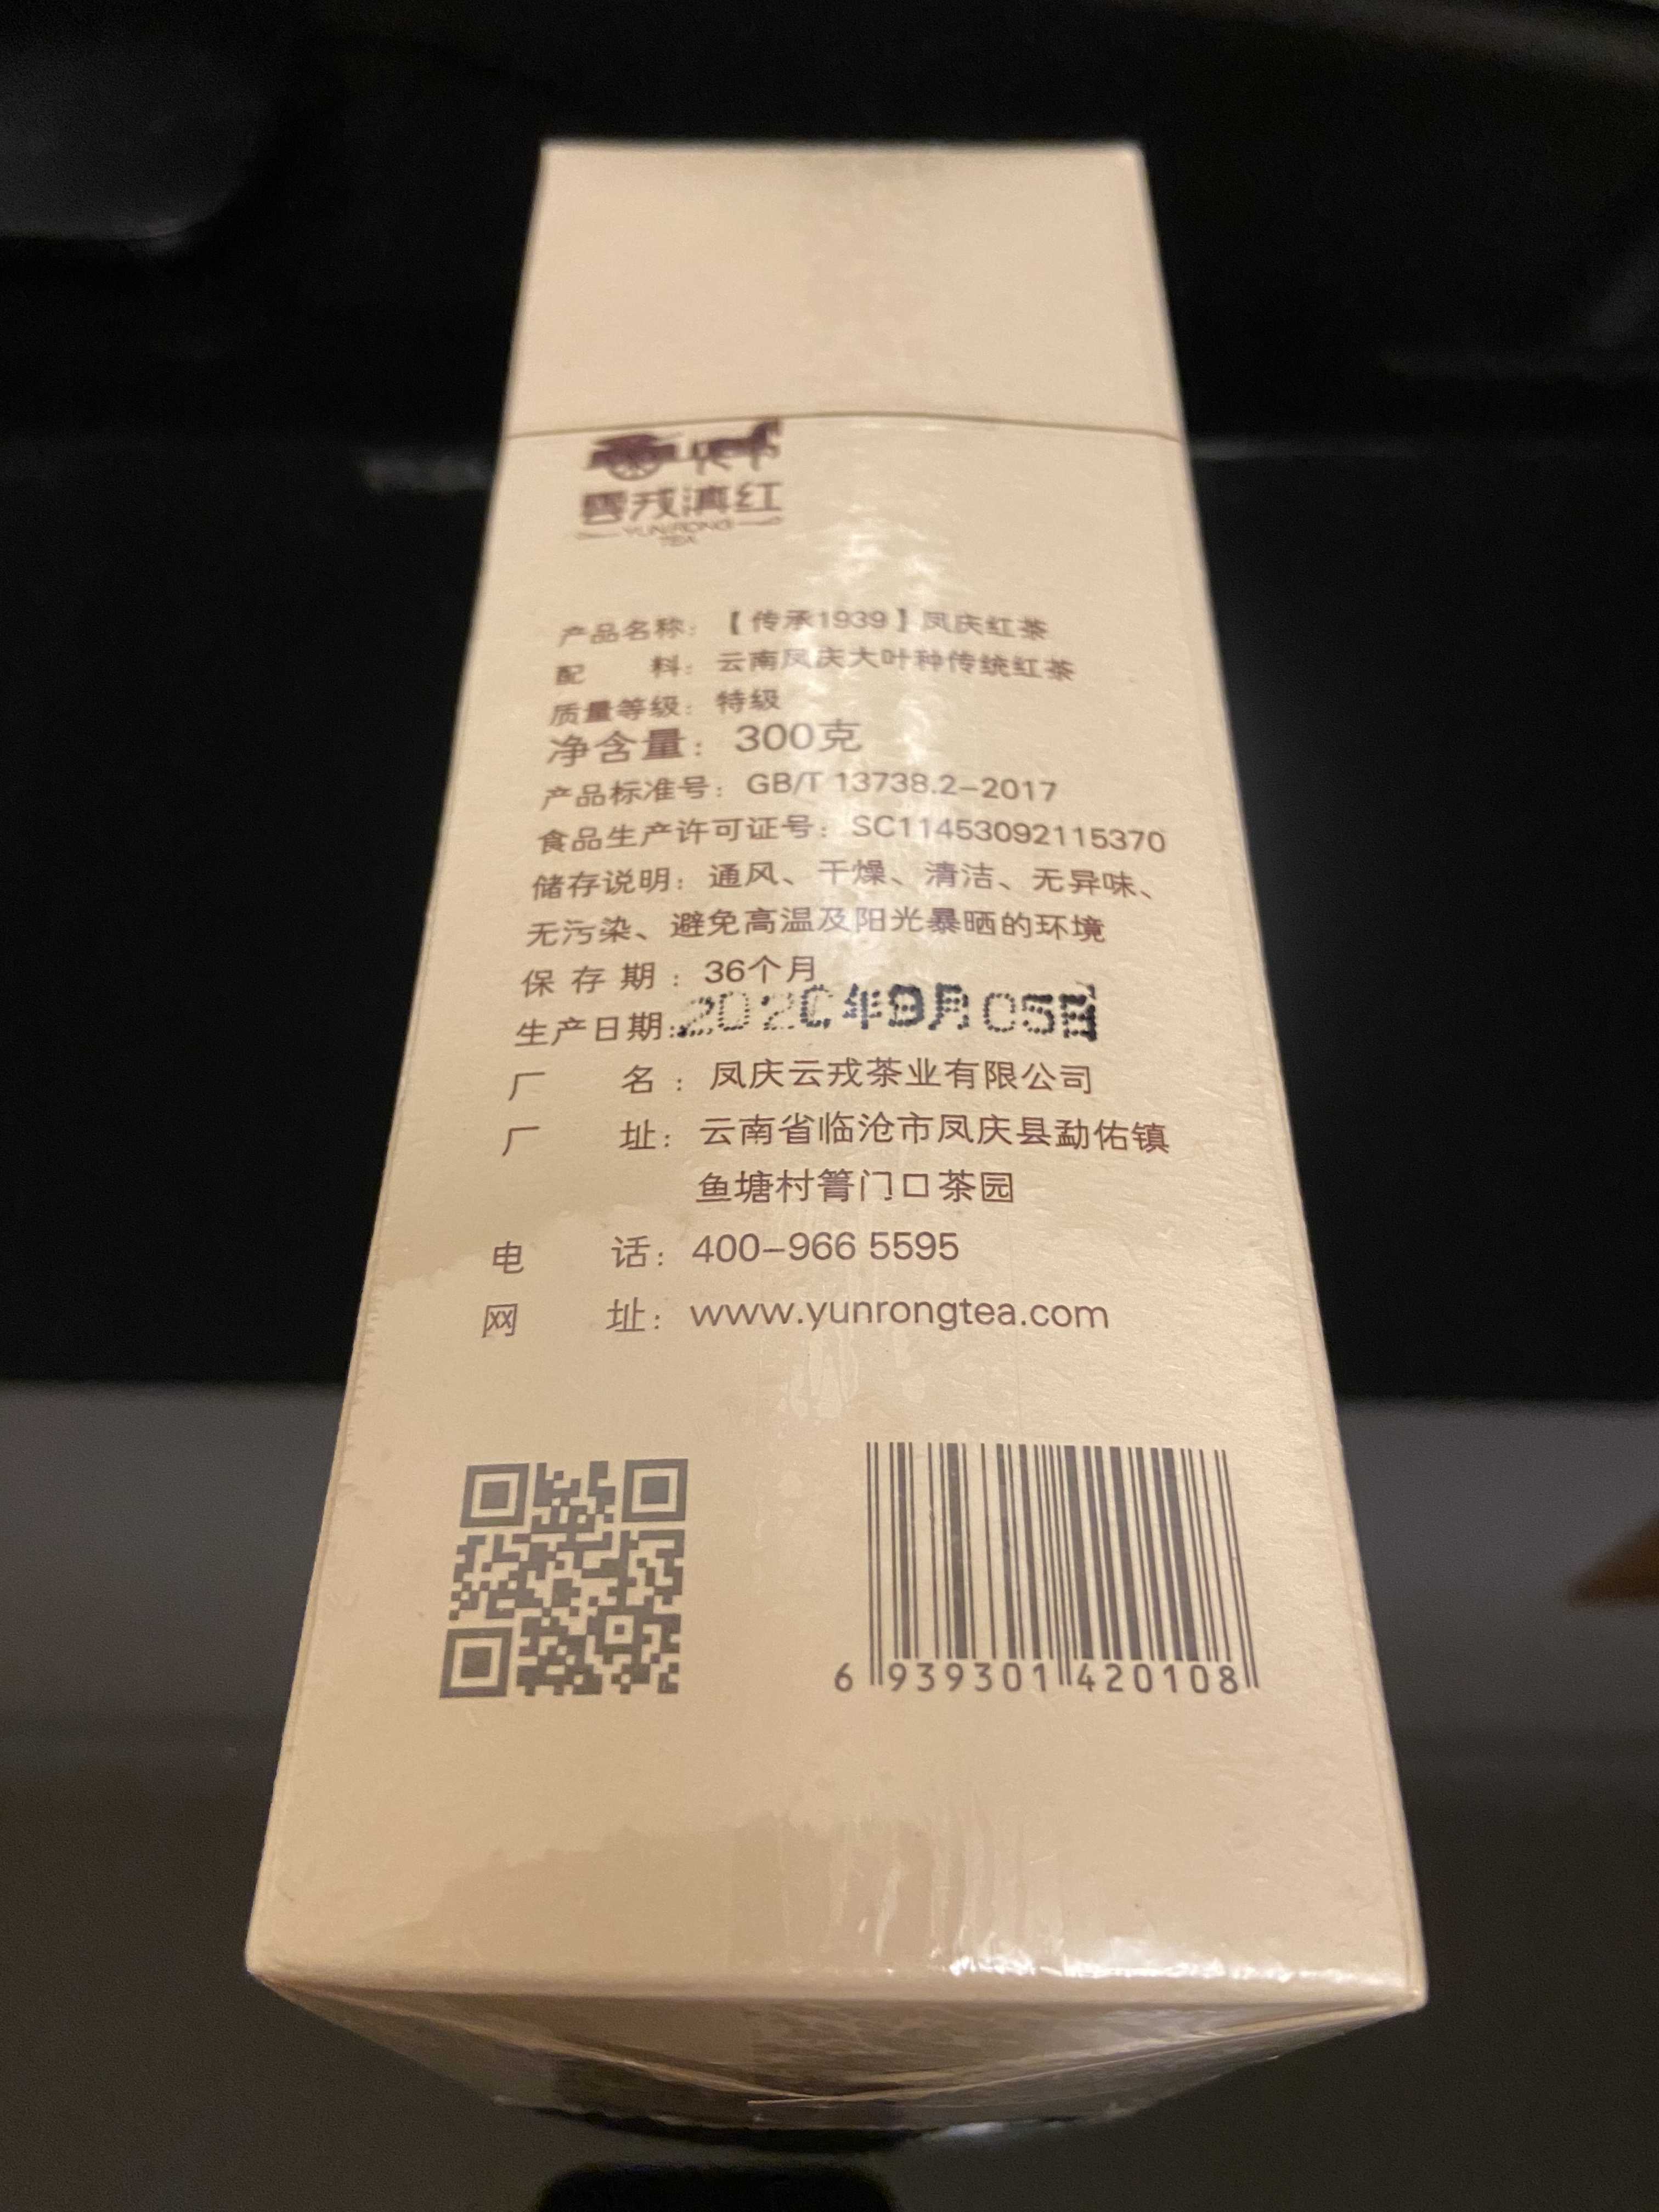 雲戎滇红
YUN RONG
TEA
产品名称：【传承1939】凤庆红茶
配料：云南凤庆大叶种传统红茶
质量等级：特级
净含量：300克
产品标准号：GB/T 13738.2-2017
食品生产许可证号：SC11453092115370
储存说明：通风、干燥、清洁、无异味、
无污染、避免高温及阳光暴晒的环境
保存期：36个月
生产日期:2020年9月05日
厂名：凤庆云戎茶业有限公司
厂址：云南省临沧市凤庆县勐佑镇
鱼塘村箐门口茶园
电话：400-966 5595
网址：www.yunrongtea.com
6 939301 420108